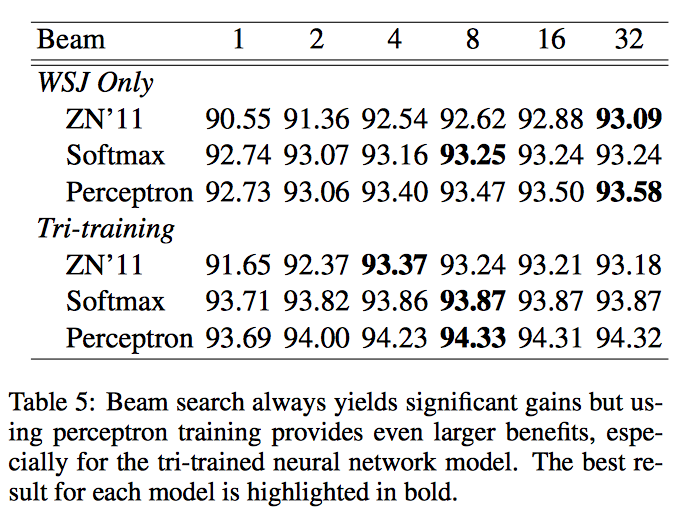 Beam 1 2 4 8 16 32
WSJ Only
ZN’11 90.55 91.36 92.54 92.62 92.88 93.09
Softmax 92.74 93.07 93.16 93.25 93.24 93.24
Perceptron 92.73 93.06 93.40 93.47 93.50 93.58
Tri-training
ZN’11 91.65 92.37 93.37 93.24 93.21 93.18
Softmax 93.71 93.82 93.86 93.87 93.87 93.87
Perceptron 93.69 94.00 94.23 94.33 94.31 94.32
Table 5: Beam search always yields significant gains but us-
ing perceptron training provides even larger benefits, espe-
cially for the tri-trained neural network model. The best re-
sult for each model is highlighted in bold.